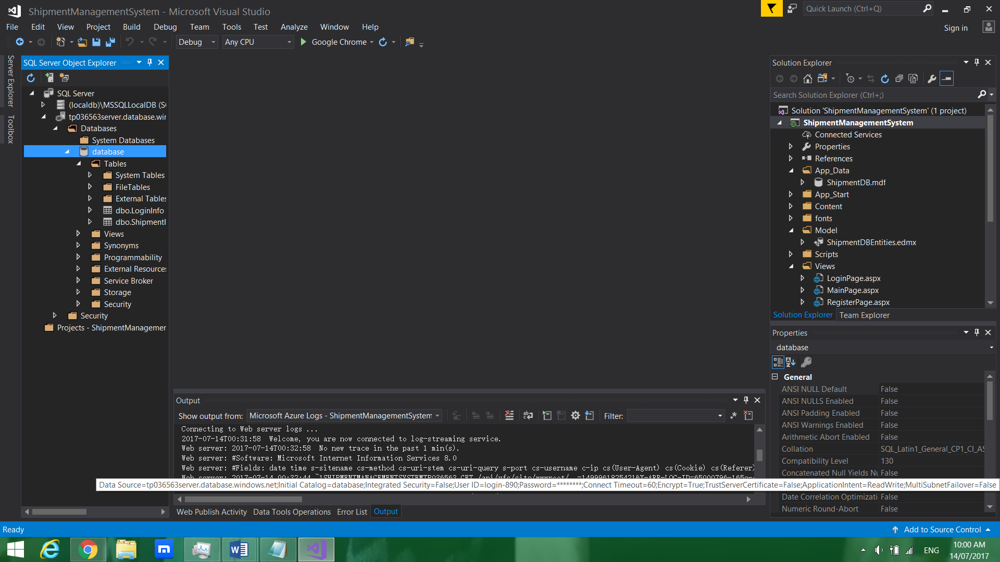 ShipmentManagementSystem - Microsoft Visual Studio
Quick Launch (Ctrl+Q)
File Edit View Project Build Debug Team Tools Test Analyze Window Help
Sign in
Debug Any CPU Google Chrome
Server Explorer
Toolbox
SQL Server Object Explorer
SQL Server
(localdb)\MSSQLLocalDB (S
tp036563server.database.wi
Databases
System Databases
database
Tables
System Tables
FileTables
External Tables
dbo.LoginInfo
dbo.Shipment
Views
Synonyms
Programmability
External Resources
Service Broker
Storage
Security
Security
Projects - ShipmentManagemen
Output
Show output from: Microsoft Azure Logs - ShipmentManagementSystem
Filter:
Connecting to Web server logs ...
2017-07-14T00:31:58  Welcome, you are now connected to log-streaming service.
Web server: 2017-07-14T00:32:58  No new trace in the past 1 min(s).
Web server: #Software: Microsoft Internet Information Services 8.0
Web server: #Fields: date time s-sitename cs-method cs-uri-stem cs-uri-query s-port cs-username c-ip cs(User-Agent) cs(Cookie) cs(Referer)
Web server: 2017-07-14 00:32:44 ~1SHIPMENTMANAGEMENTSYSTEMTP036563 GET
Data Source=tp036563server.database.windows.net;Initial Catalog=database;Integrated Security=False;User ID=login-890;Password=********;Connect Timeout=60;Encrypt=True;TrustServerCertificate=False;ApplicationIntent=ReadWrite;MultiSubnetFailover=False
Web Publish Activity Data Tools Operations Error List Output
Solution Explorer
Search Solution Explorer (Ctrl+;)
Solution 'ShipmentManagementSystem' (1 project)
ShipmentManagementSystem
Connected Services
Properties
References
App_Data
ShipmentDB.mdf
App_Start
Content
fonts
Model
ShipmentDBEntities.edmx
Scripts
Views
LoginPage.aspx
MainPage.aspx
RegisterPage.aspx
Solution Explorer Team Explorer
Properties
database
General
ANSI NULL Default False
ANSI NULLS Enabled False
ANSI Padding Enabled False
ANSI Warnings Enabled False
Arithmetic Abort Enabled False
Collation SQL_Latin1_General_CP1_CI_AS
Compatibility Level 130
Concatenated Null Yields Nu False
Date Correlation Optimizati False
Numeric Round-Abort False
Ready
Add to Source Control
ENG
10:00 AM
14/07/2017